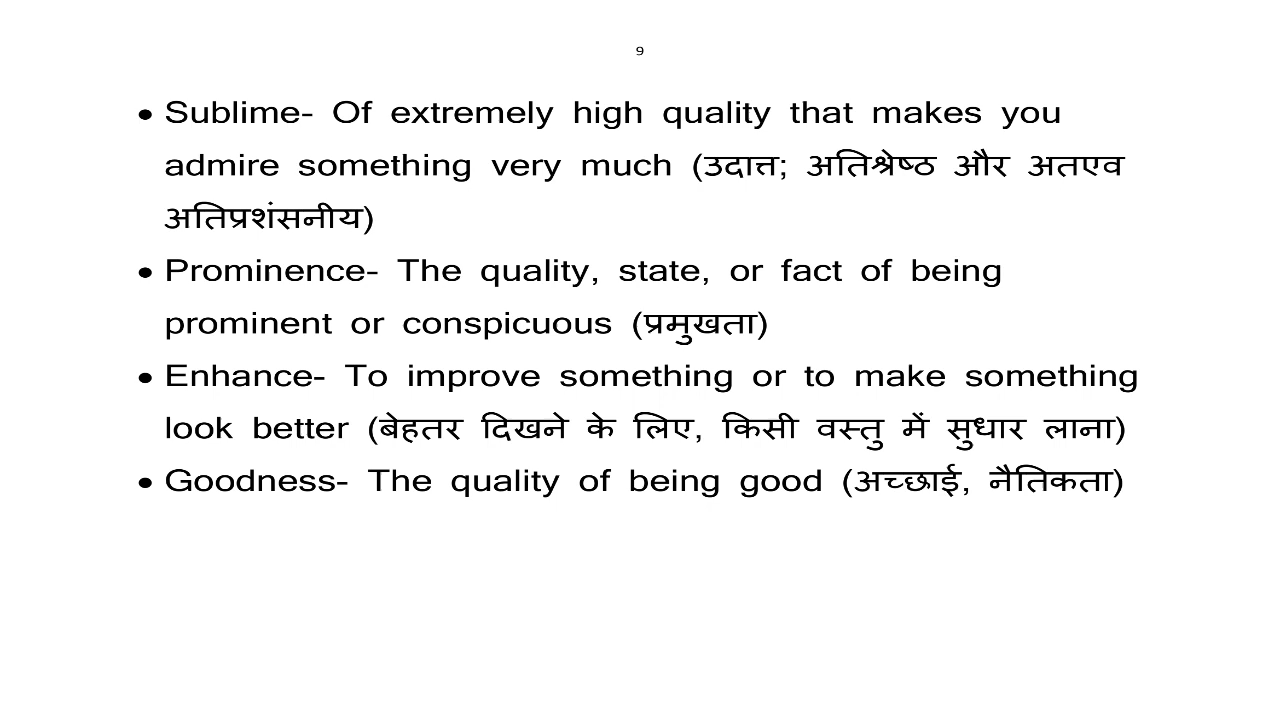 9
• Sublime- Of extremely high quality that makes you
admire something very much (उदात्त; अतिश्रेष्ठ और अतएव
अतिप्रशंसनीय)
• Prominence- The quality, state, or fact of being
prominent or conspicuous (प्रमुखता)
• Enhance- To improve something or to make something
look better (बेहतर दिखने के लिए, किसी वस्तु में सुधार लाना)
• Goodness- The quality of being good (अच्छाई, नैतिकता)